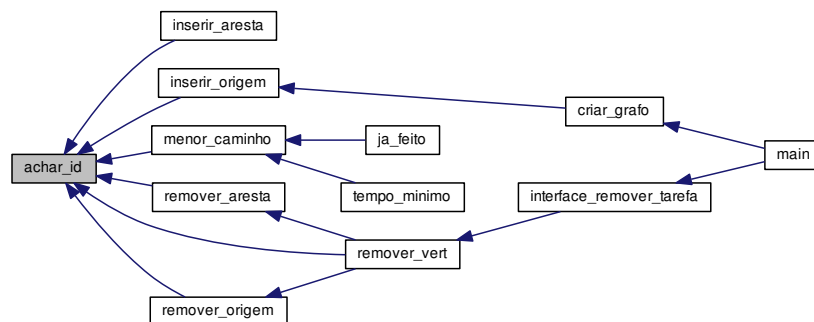 inserir_aresta
inserir_origem
criar_grafo
menor_caminho
ja_feito
main
achar_id
remover_aresta
tempo_minimo
interface_remover_tarefa
remover_vert
remover_origem